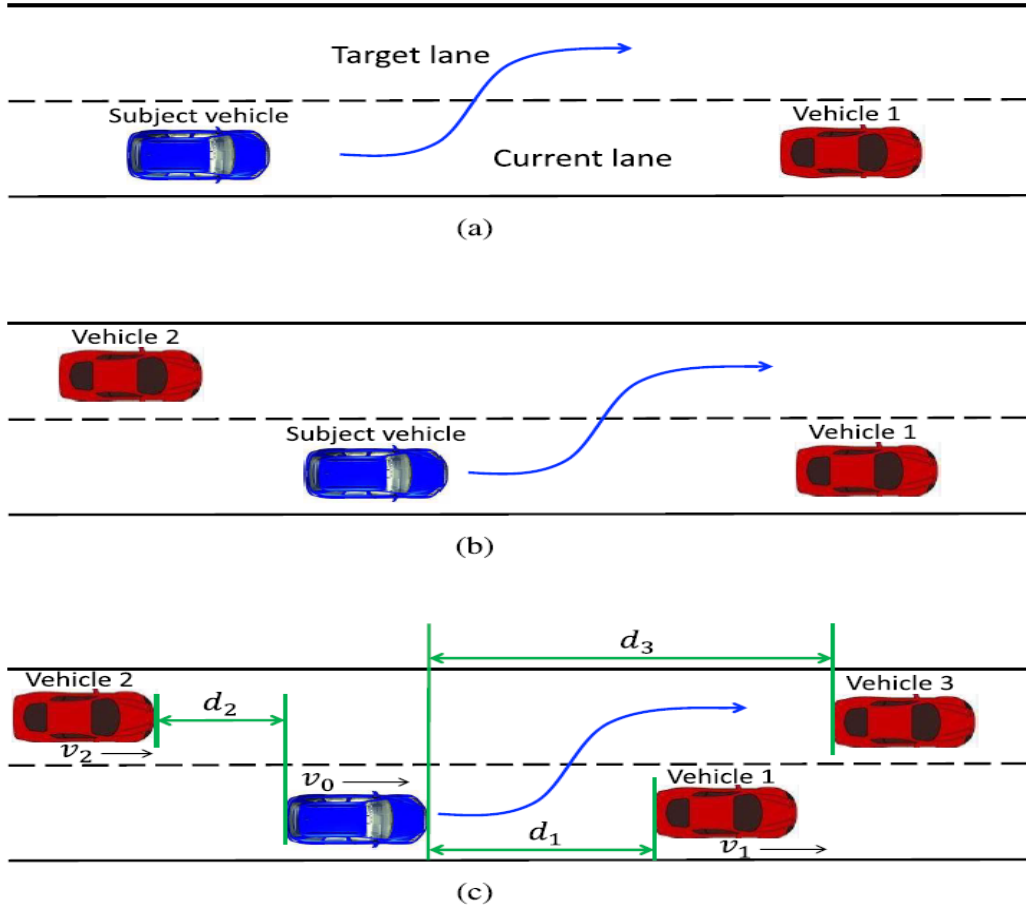 Target lane
Subject vehicle
Vehicle 1
Current lane
(a)
Vehicle 2
Subject vehicle
Vehicle 1
(b)
d₃
Vehicle 2
Vehicle 3
d₂
v₂
v₀
Vehicle 1
d₁
v₁
(c)